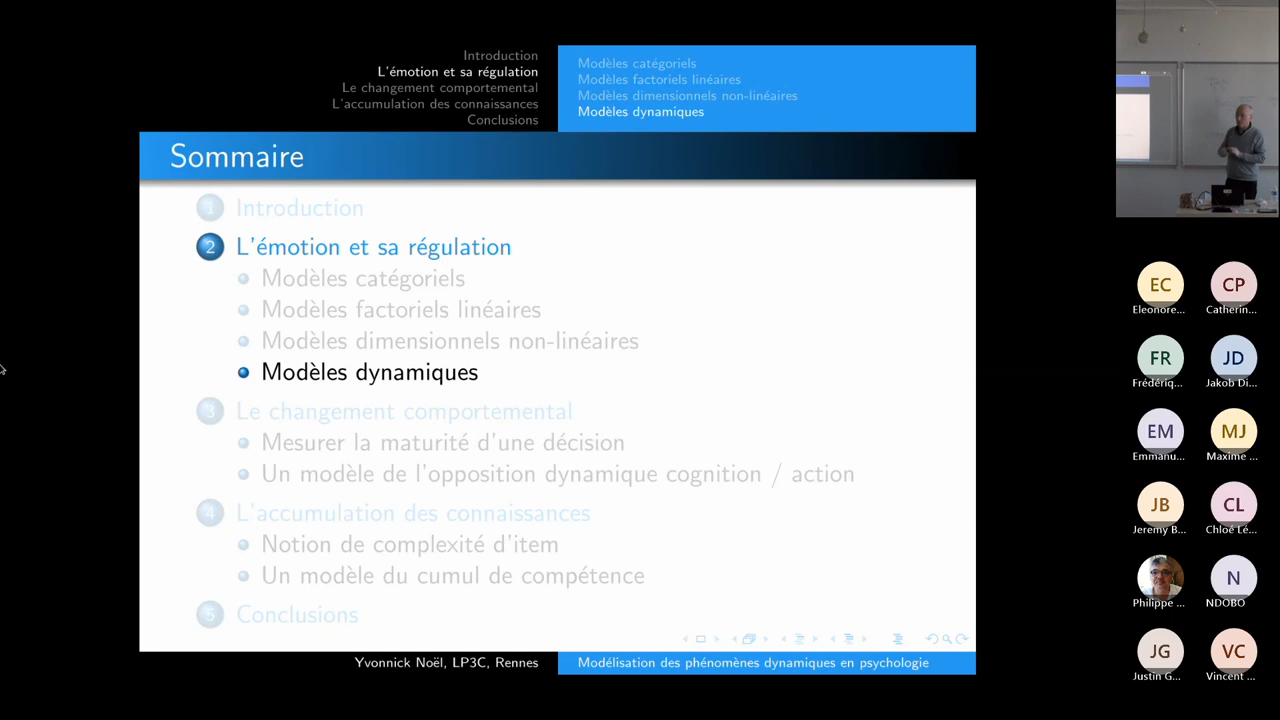 Introduction
L'émotion et sa régulation
Le changement comportemental
L'accumulation des connaissances
Conclusions
Modèles catégoriels
Modèles factoriels linéaires
Modèles dimensionnels non-linéaires
Modèles dynamiques
Sommaire
1 Introduction
2 L'émotion et sa régulation
Modèles catégoriels
Modèles factoriels linéaires
Modèles dimensionnels non-linéaires
Modèles dynamiques
3 Le changement comportemental
Mesurer la maturité d'une décision
Un modèle de l'opposition dynamique cognition / action
4 L'accumulation des connaissances
Notion de complexité d'item
Un modèle du cumul de compétence
5 Conclusions
Yvonnick Noël, LP3C, Rennes
Modélisation des phénomènes dynamiques en psychologie
EC
Eleonore...
CP
Catherin...
FR
Frédériq...
JD
Jakob Di...
EM
Emmanu...
MJ
Maxime ...
JB
Jeremy B...
CL
Chloé Lé...
Philippe ...
N
NDOBO
JG
Justin G...
VC
Vincent ...